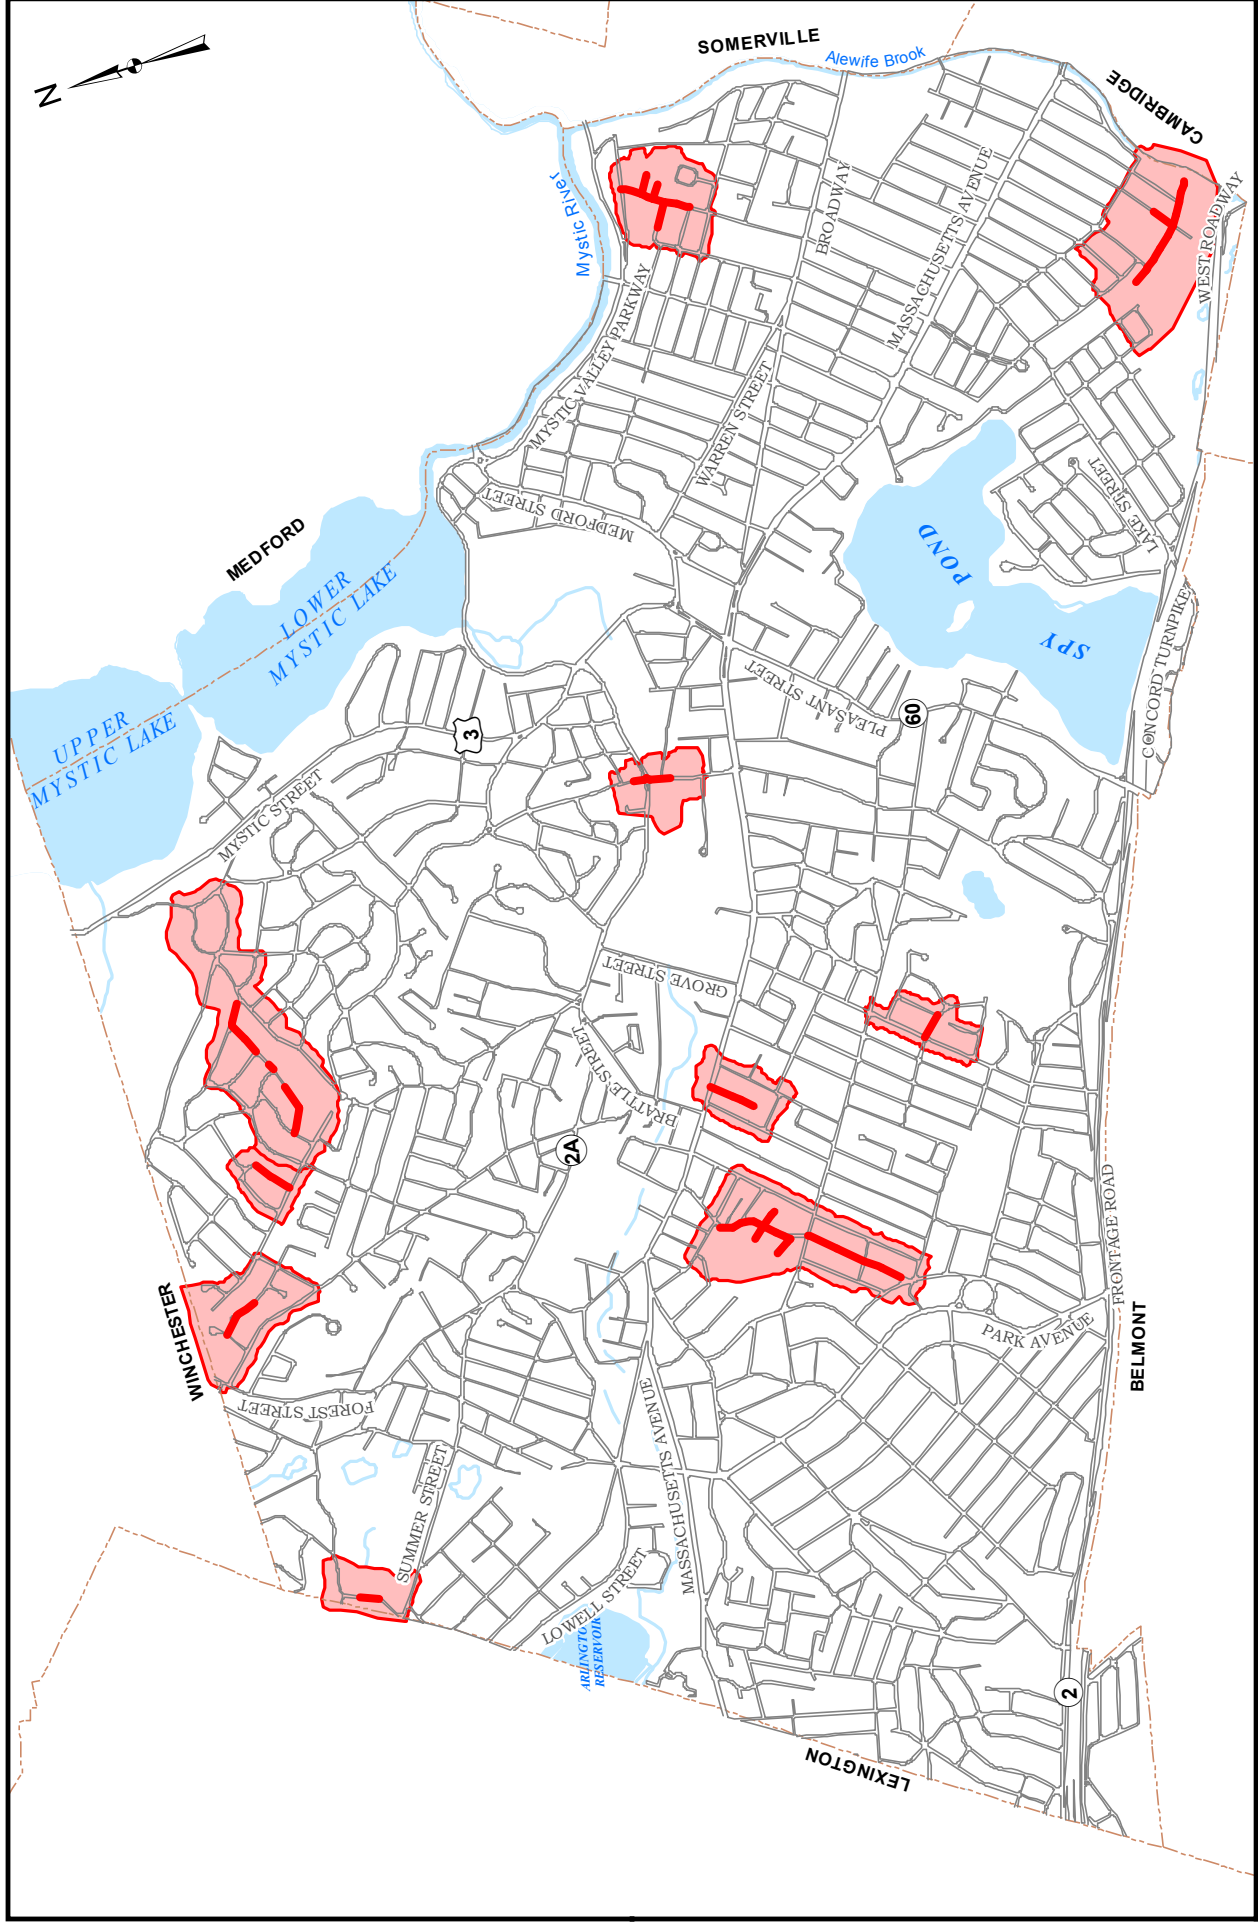 N
SOMERVILLE
Alewife Brook
CAMBRIDGE
Mystic River
BROADWAY
MASSACHUSETTS AVENUE
WEST ROADWAY
MYSTIC VALLEY PARKWAY
WARREN STREET
MEDFORD STREET
LAKE STREET
MEDFORD
LOWER
MYSTIC LAKE
SPY
POND
UPPER
MYSTIC LAKE
3
PLEASANT STREET
60
CONCORD TURNPIKE
MYSTIC STREET
GROVE STREET
BRATTLE STREET
2A
WINCHESTER
FOREST STREET
PARK AVENUE
FRONTAGE ROAD
BELMONT
SUMMER STREET
MASSACHUSETTS AVENUE
LOWELL STREET
ARLINGTON
RESERVOIR
2
LEXINGTON